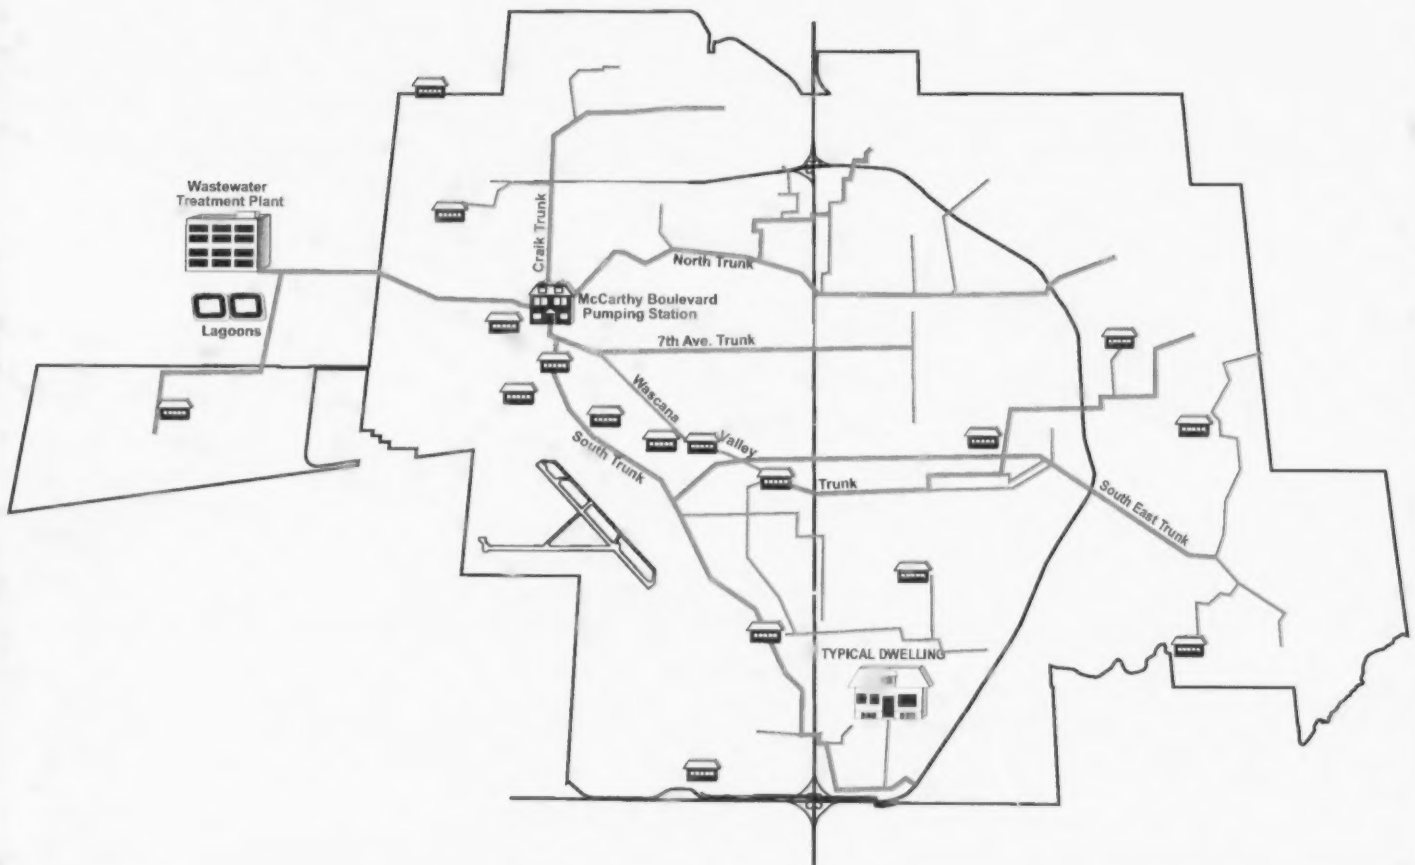 Wastewater
Treatment Plant
Lagoons
Craik Trunk
North Trunk
McCarthy Boulevard
Pumping Station
7th Ave. Trunk
Wascana
Valley
Trunk
South Trunk
South East Trunk
TYPICAL DWELLING